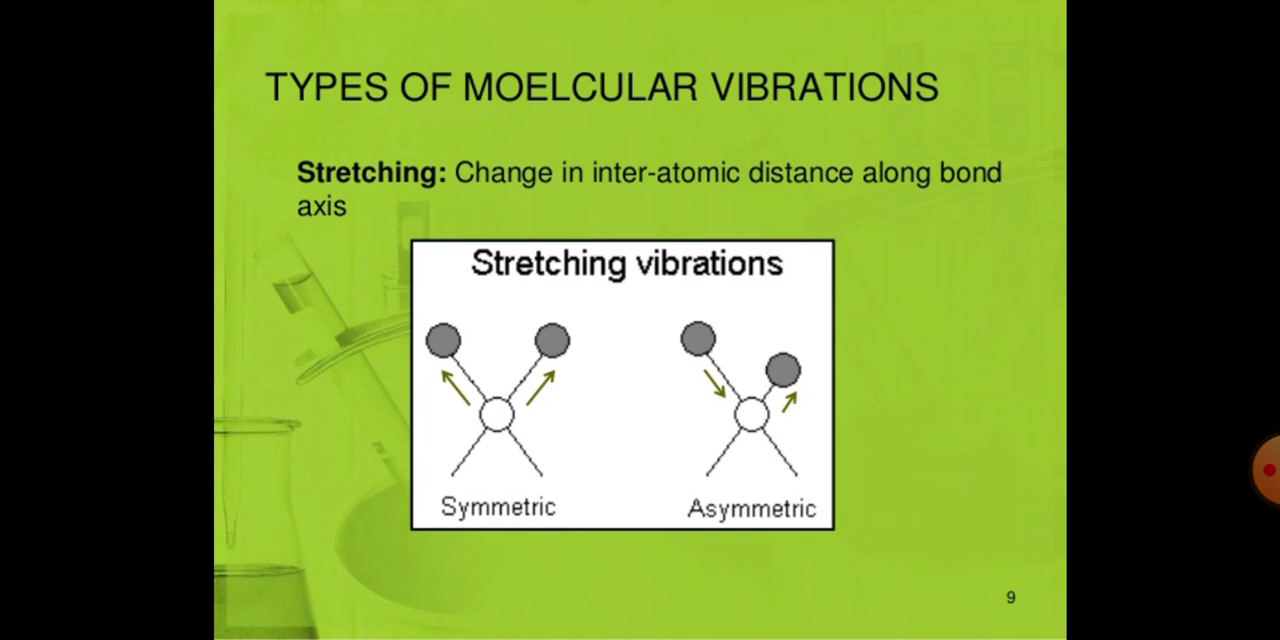 TYPES OF MOELCULAR VIBRATIONS
Stretching: Change in inter-atomic distance along bond
axis
Stretching vibrations
Symmetric
Asymmetric
9